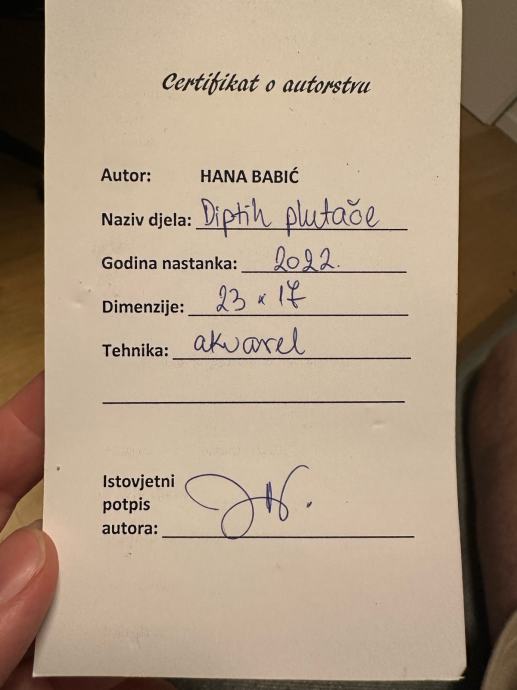 Certifikat o autorstvu
Autor: HANA BABIĆ
Naziv djela: Diptih plutače
Godina nastanka: 2022.
Dimenzije: 23 x 17
Tehnika: akvarel
Istovjetni
potpis
autora: